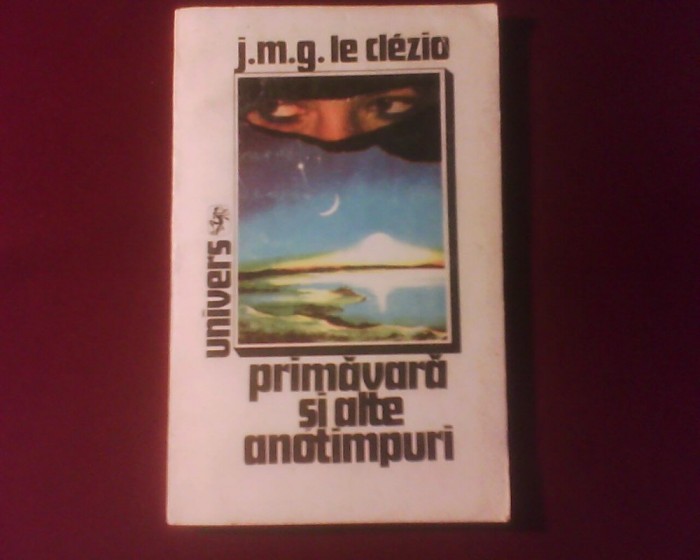 j.m.g. le clézio
univers
primăvară
și alte
anotimpuri